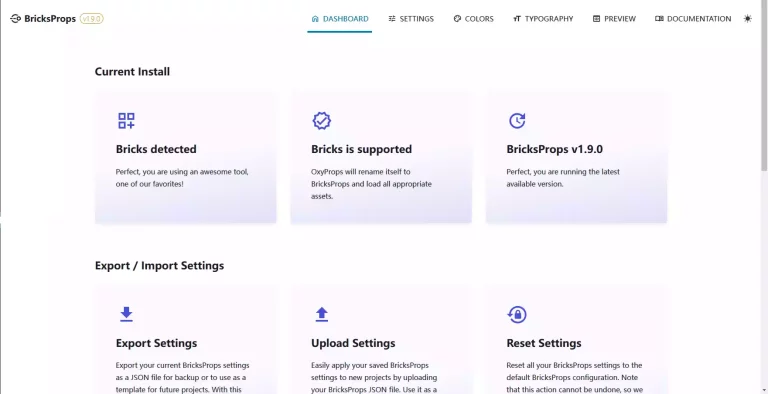 BricksProps v1.9.0
DASHBOARD SETTINGS COLORS TYPOGRAPHY PREVIEW DOCUMENTATION
Current Install
Bricks detected
Perfect, you are using an awesome tool,
one of our favorites!
Bricks is supported
OxyProps will rename itself to
BricksProps and load all appropriate
assets.
BricksProps v1.9.0
Perfect, you are running the latest
available version.
Export / Import Settings
Export Settings
Export your current BricksProps settings
as a JSON file for backup or to use as a
template for future projects. With this
Upload Settings
Easily apply your saved BricksProps
settings to new projects by uploading
your BricksProps JSON file. Use it as a
Reset Settings
Reset all your BricksProps settings to the
default BricksProps configuration. Note
that this action cannot be undone, so we